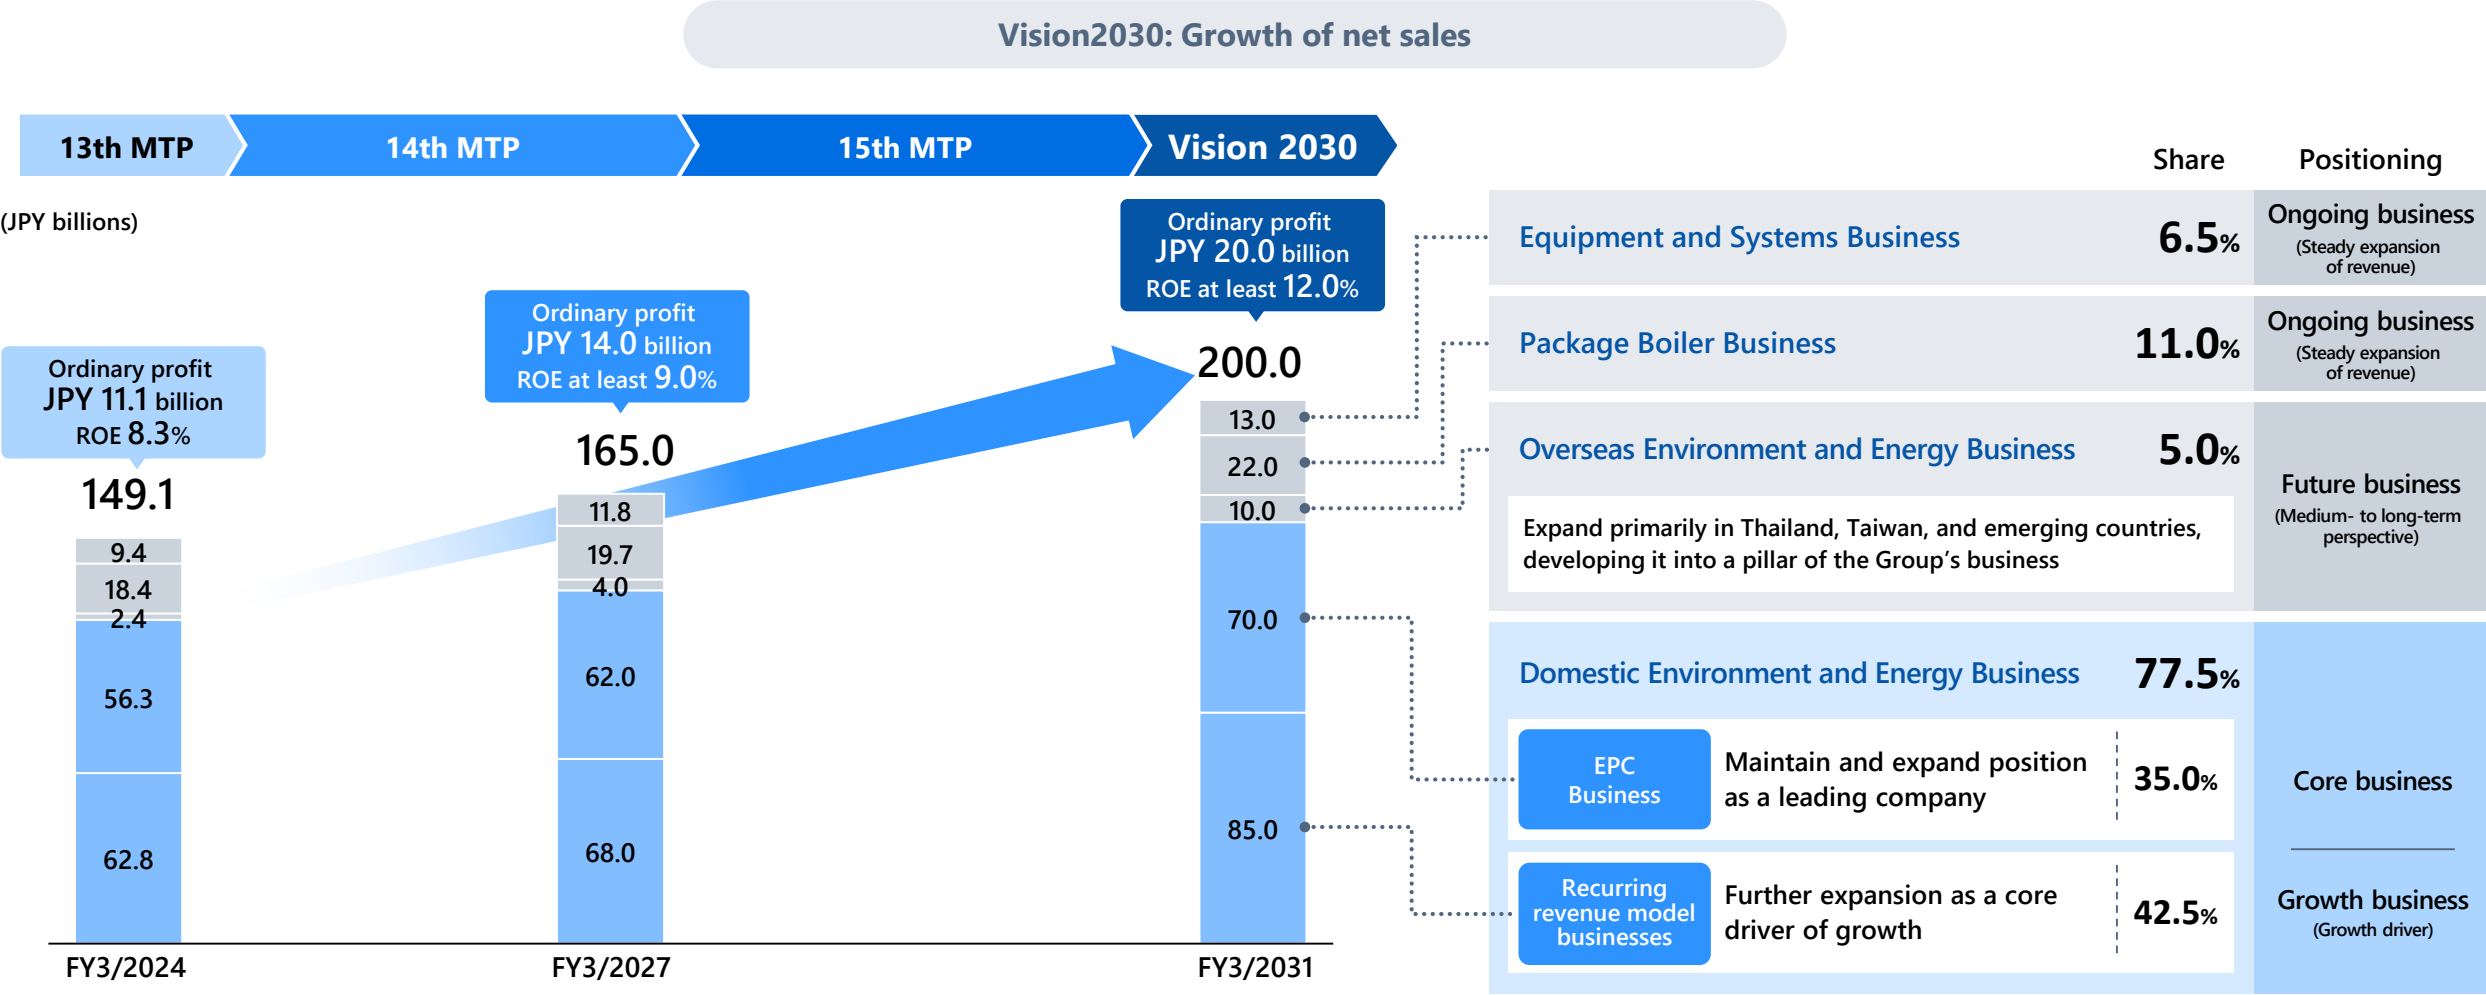 Vision2030: Growth of net sales
13th MTP
14th MTP
15th MTP
Vision 2030
(JPY billions)
Ordinary profit
JPY 11.1 billion
ROE 8.3%
149.1
9.4
18.4
2.4
56.3
62.8
FY3/2024
Ordinary profit
JPY 14.0 billion
ROE at least 9.0%
165.0
11.8
19.7
4.0
62.0
68.0
FY3/2027
Ordinary profit
JPY 20.0 billion
ROE at least 12.0%
200.0
13.0
22.0
10.0
70.0
85.0
FY3/2031
Share
Positioning
Equipment and Systems Business
6.5%
Ongoing business
(Steady expansion
of revenue)
Package Boiler Business
11.0%
Ongoing business
(Steady expansion
of revenue)
Overseas Environment and Energy Business
5.0%
Expand primarily in Thailand, Taiwan, and emerging countries,
developing it into a pillar of the Group's business
Future business
(Medium- to long-term
perspective)
Domestic Environment and Energy Business
77.5%
EPC
Business
Maintain and expand position
as a leading company
35.0%
Core business
Recurring
revenue model
businesses
Further expansion as a core
driver of growth
42.5%
Growth business
(Growth driver)